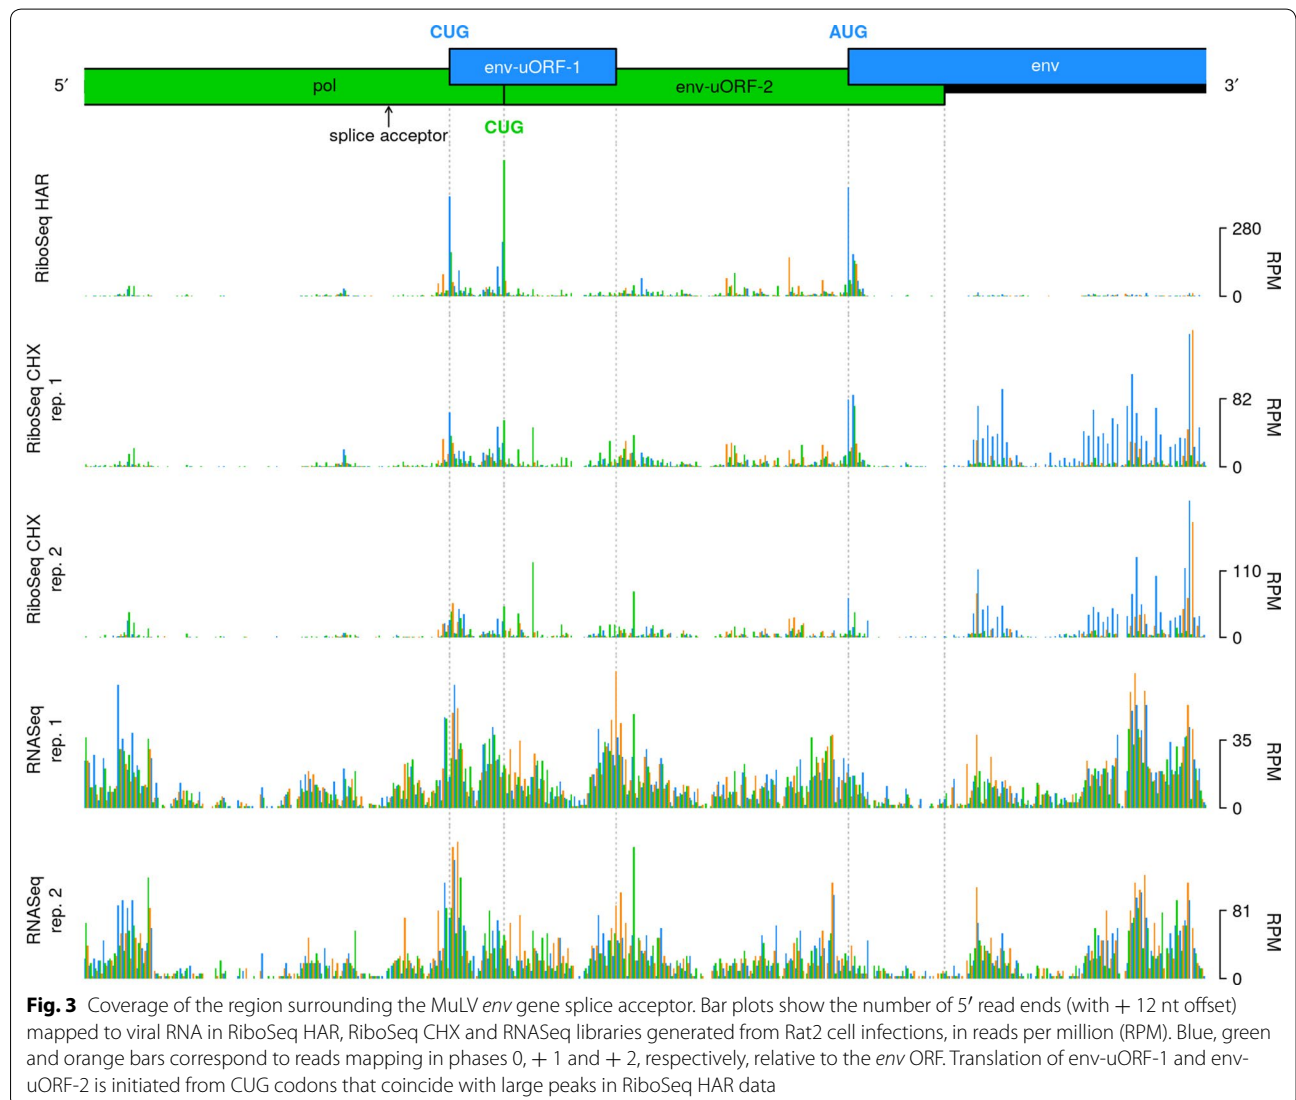 CUG
AUG
env-uORF-1
env
5′
pol
env-uORF-2
3′
splice acceptor
CUG
RiboSeq HAR
280
0
RPM
RiboSeq CHX
rep. 1
82
0
RPM
RiboSeq CHX
rep. 2
110
0
RPM
RNASeq
rep. 1
35
0
RPM
RNASeq
rep. 2
81
0
RPM
Fig. 3 Coverage of the region surrounding the MuLV env gene splice acceptor. Bar plots show the number of 5′ read ends (with + 12 nt offset)
mapped to viral RNA in RiboSeq HAR, RiboSeq CHX and RNASeq libraries generated from Rat2 cell infections, in reads per million (RPM). Blue, green
and orange bars correspond to reads mapping in phases 0, + 1 and + 2, respectively, relative to the env ORF. Translation of env-uORF-1 and env-
uORF-2 is initiated from CUG codons that coincide with large peaks in RiboSeq HAR data